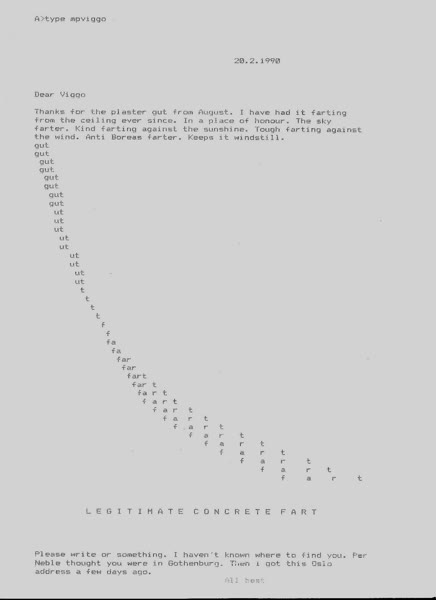 A>type mpviggo
20.2.1990
Dear Viggo
Thanks for the plaster gut from August. I have had it farting
from the ceiling ever since. In a place of honour. The sky
farter. Kind farting against the sunshine. Tough farting against
the wind. Anti Boreas farter. Keeps it windstill.
gut
gut
gut
gut
gut
gut
gut
gut
ut
ut
ut
ut
ut
ut
ut
ut
ut
t
t
t
t
f
f
fa
fa
far
far
fart
far t
fa r t
f a r t
f a r t
f a r t
f a r t
f a r t
f a r t
f a r t
f a r t
f a r t
f a r t
LEGITIMATE CONCRETE FART
Please write or something. I haven't known where to find you. Per
Neble thought you were in Gothenburg. Then i got this Oslo
address a few days ago.
All best